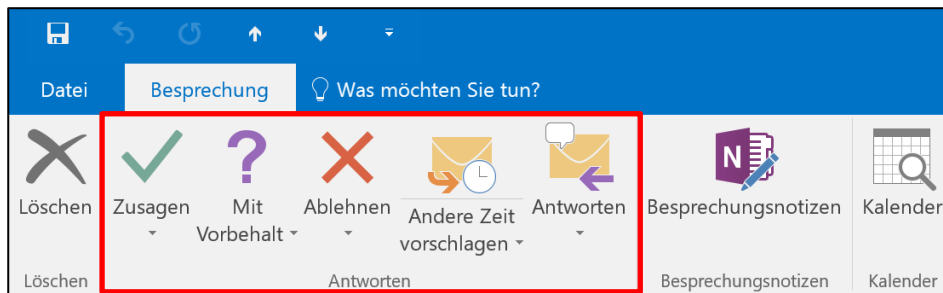 Datei Besprechung Was möchten Sie tun?
Löschen Zusagen Mit Vorbehalt Ablehnen Andere Zeit vorschlagen Antworten N Besprechungsnotizen Kalender
Löschen Antworten Besprechungsnotizen Kalender